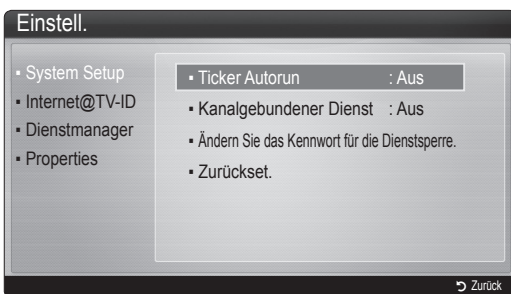 Einstell.
▪ System Setup
▪ Internet@TV-ID
▪ Dienstmanager
▪ Properties
▪ Ticker Autorun : Aus
▪ Kanalgebundener Dienst : Aus
▪ Ändern Sie das Kennwort für die Dienstsperre.
▪ Zurückset.
Zurück